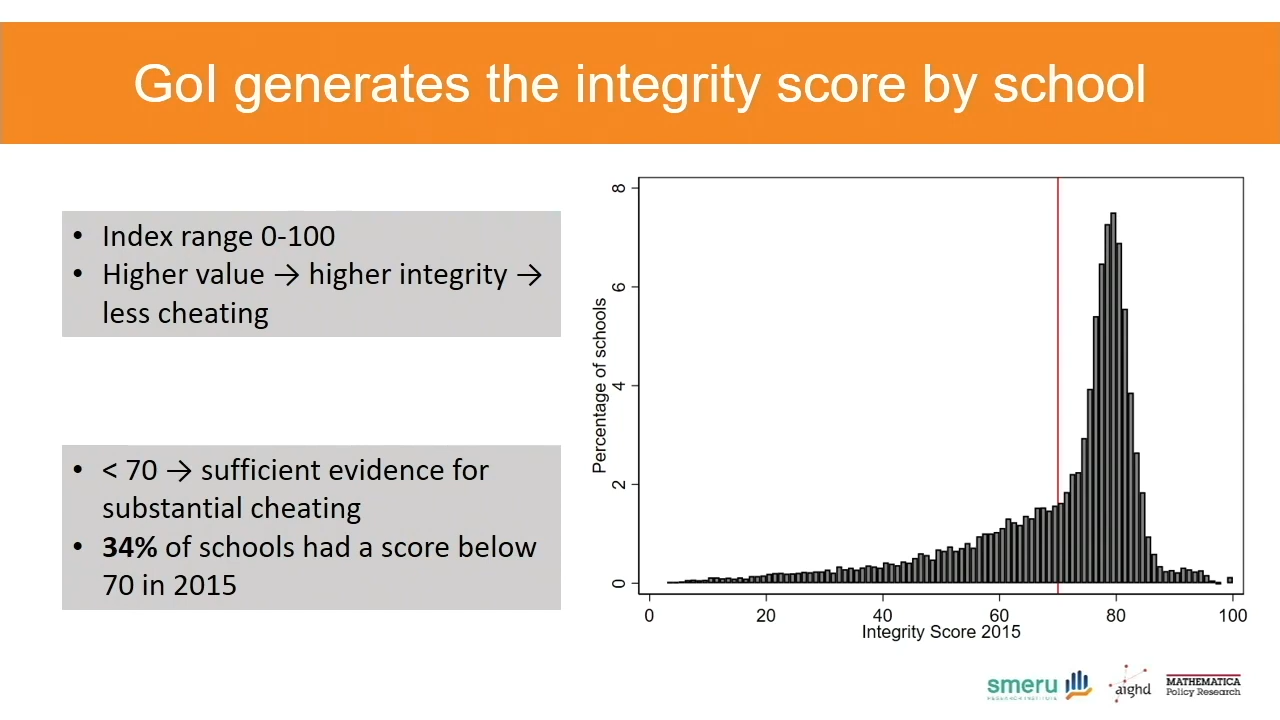 GoI generates the integrity score by school
• Index range 0-100
• Higher value → higher integrity →
less cheating
• < 70 → sufficient evidence for
substantial cheating
• 34% of schools had a score below
70 in 2015
Percentage of schools
8
6
4
2
0
0 20 40 60 80 100
Integrity Score 2015
smeru
RESEARCH INSTITUTE
aighd
MATHEMATICA
Policy Research